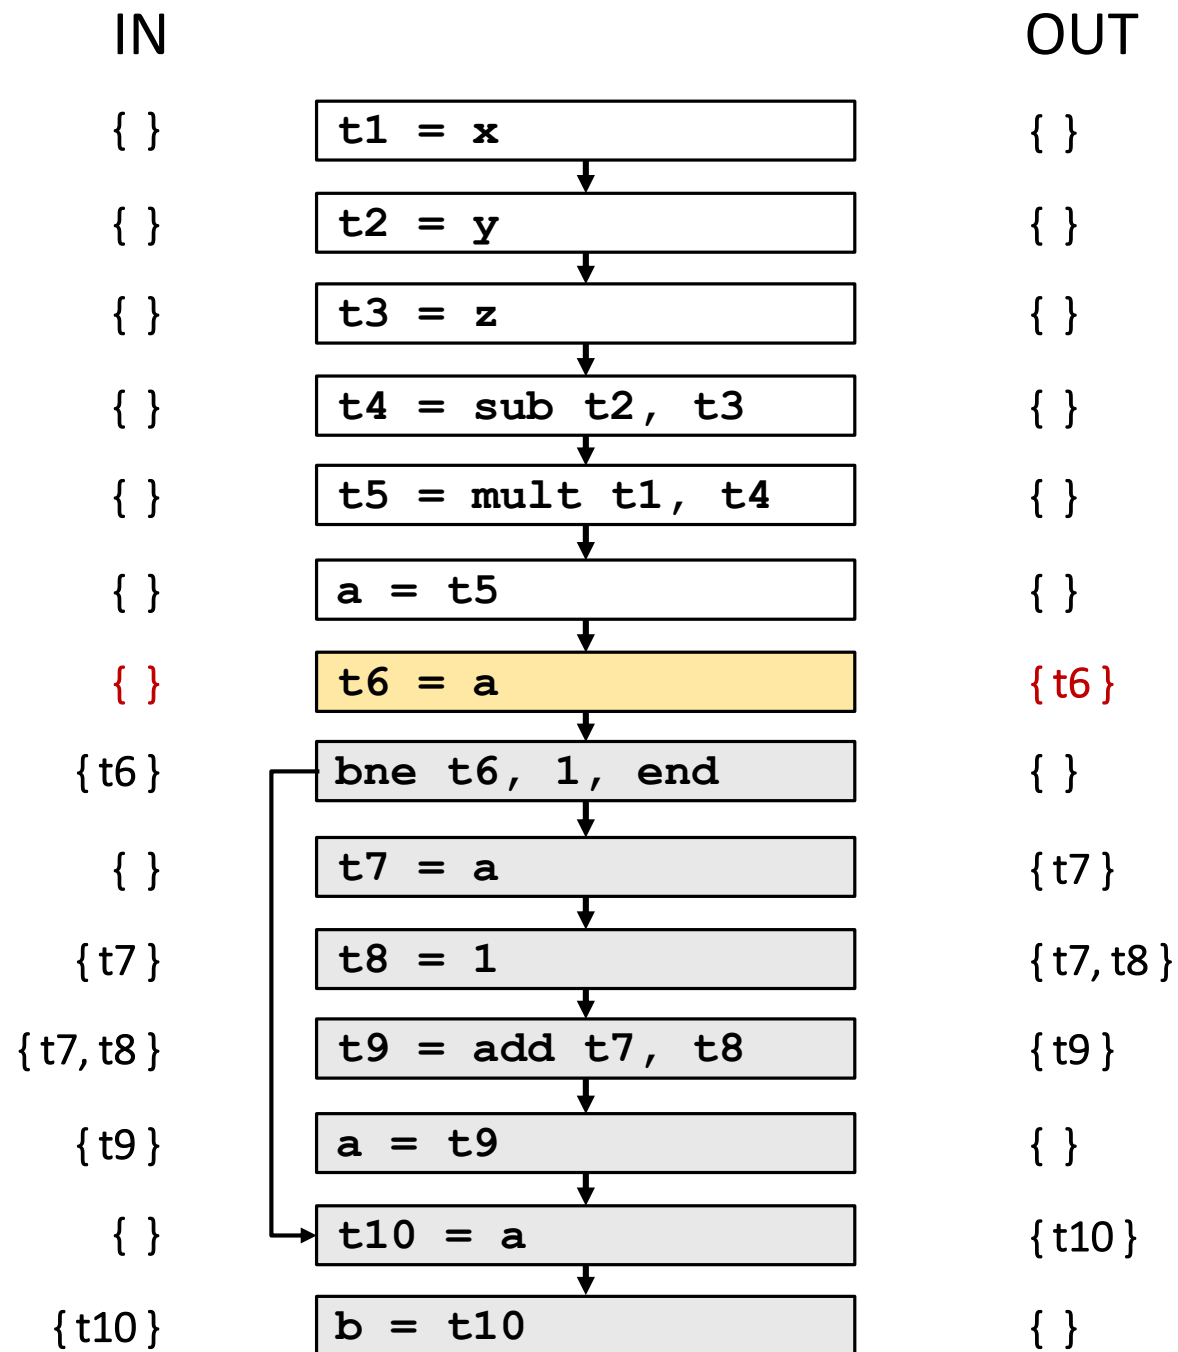 IN OUT
{ } t1 = x { }
{ } t2 = y { }
{ } t3 = z { }
{ } t4 = sub t2, t3 { }
{ } t5 = mult t1, t4 { }
{ } a = t5 { }
{ } t6 = a { t6 }
{ t6 } bne t6, 1, end { }
{ } t7 = a { t7 }
{ t7 } t8 = 1 { t7, t8 }
{ t7, t8 } t9 = add t7, t8 { t9 }
{ t9 } a = t9 { }
{ } t10 = a { t10 }
{ t10 } b = t10 { }